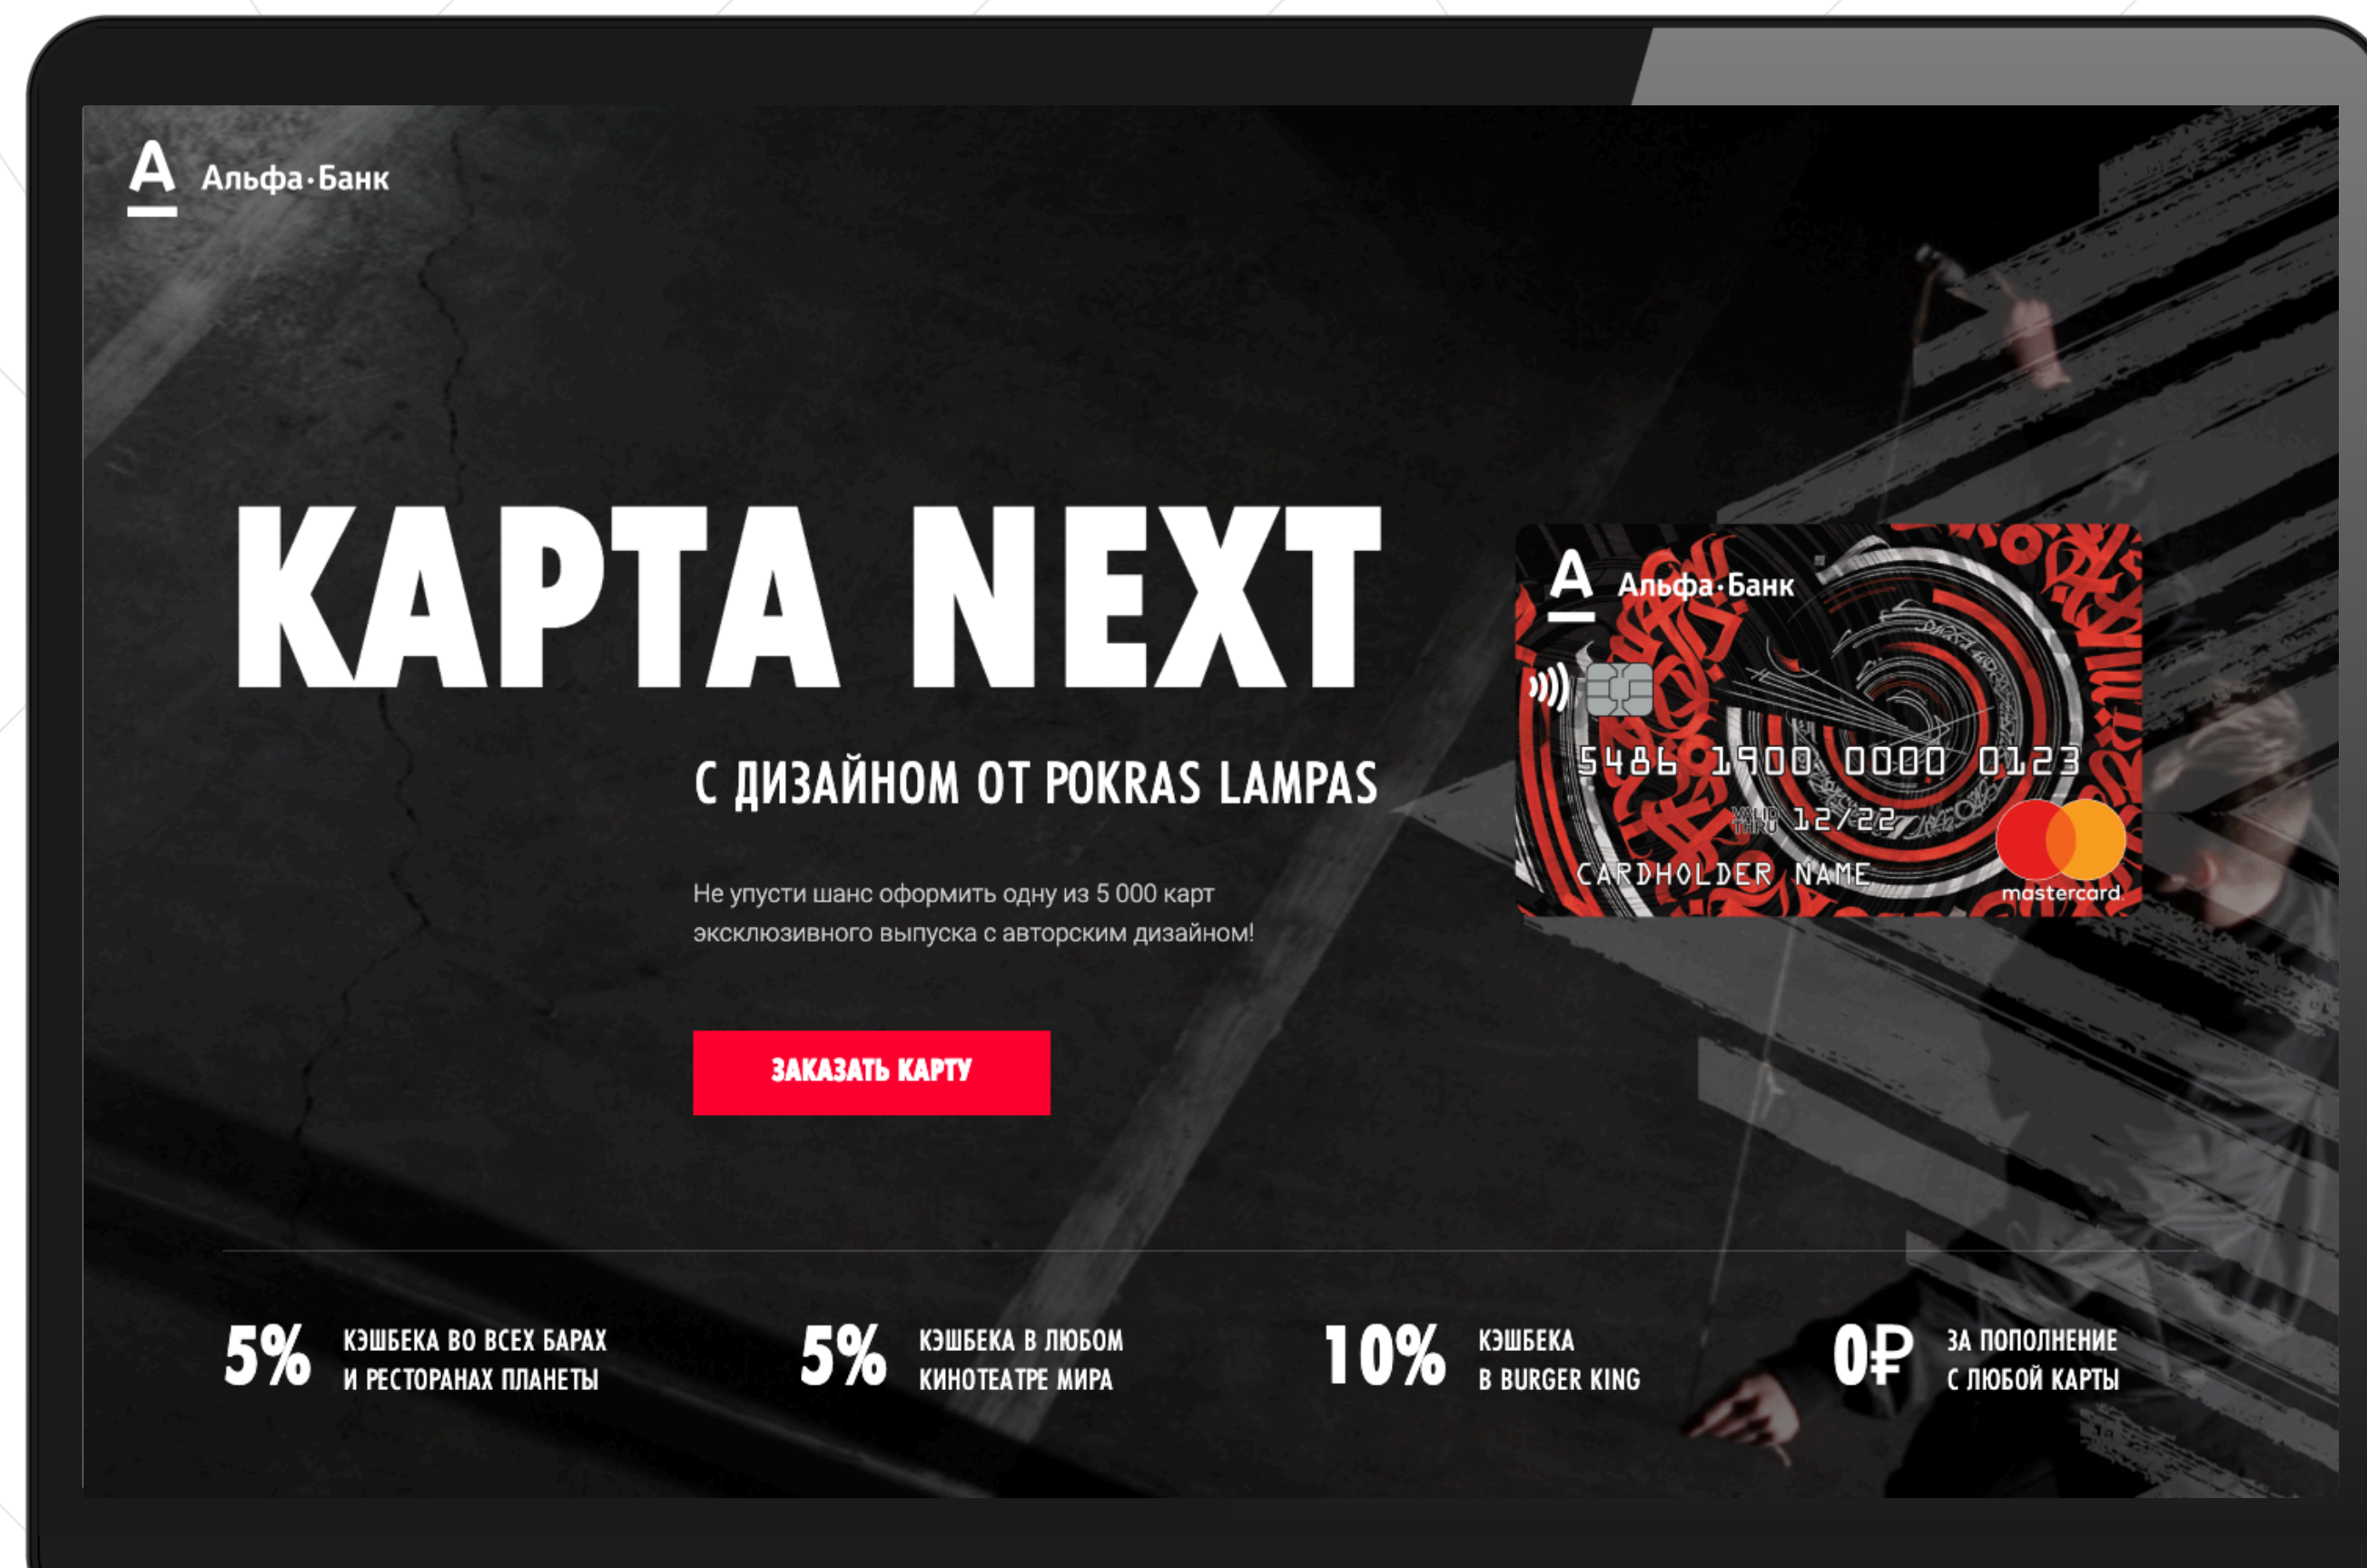 А Альфа·Банк
КАРТА NEXT
С ДИЗАЙНОМ ОТ POKRAS LAMPAS
Не упусти шанс оформить одну из 5 000 карт
эксклюзивного выпуска с авторским дизайном!
ЗАКАЗАТЬ КАРТУ
А Альфа·Банк
5486 1900 0000 0123
VALID
THRU 12/22
CARDHOLDER NAME
mastercard.
5% КЭШБЕКА ВО ВСЕХ БАРАХ
И РЕСТОРАНАХ ПЛАНЕТЫ
5% КЭШБЕКА В ЛЮБОМ
КИНОТЕАТРЕ МИРА
10% КЭШБЕКА
В BURGER KING
0₽ ЗА ПОПОЛНЕНИЕ
С ЛЮБОЙ КАРТЫ